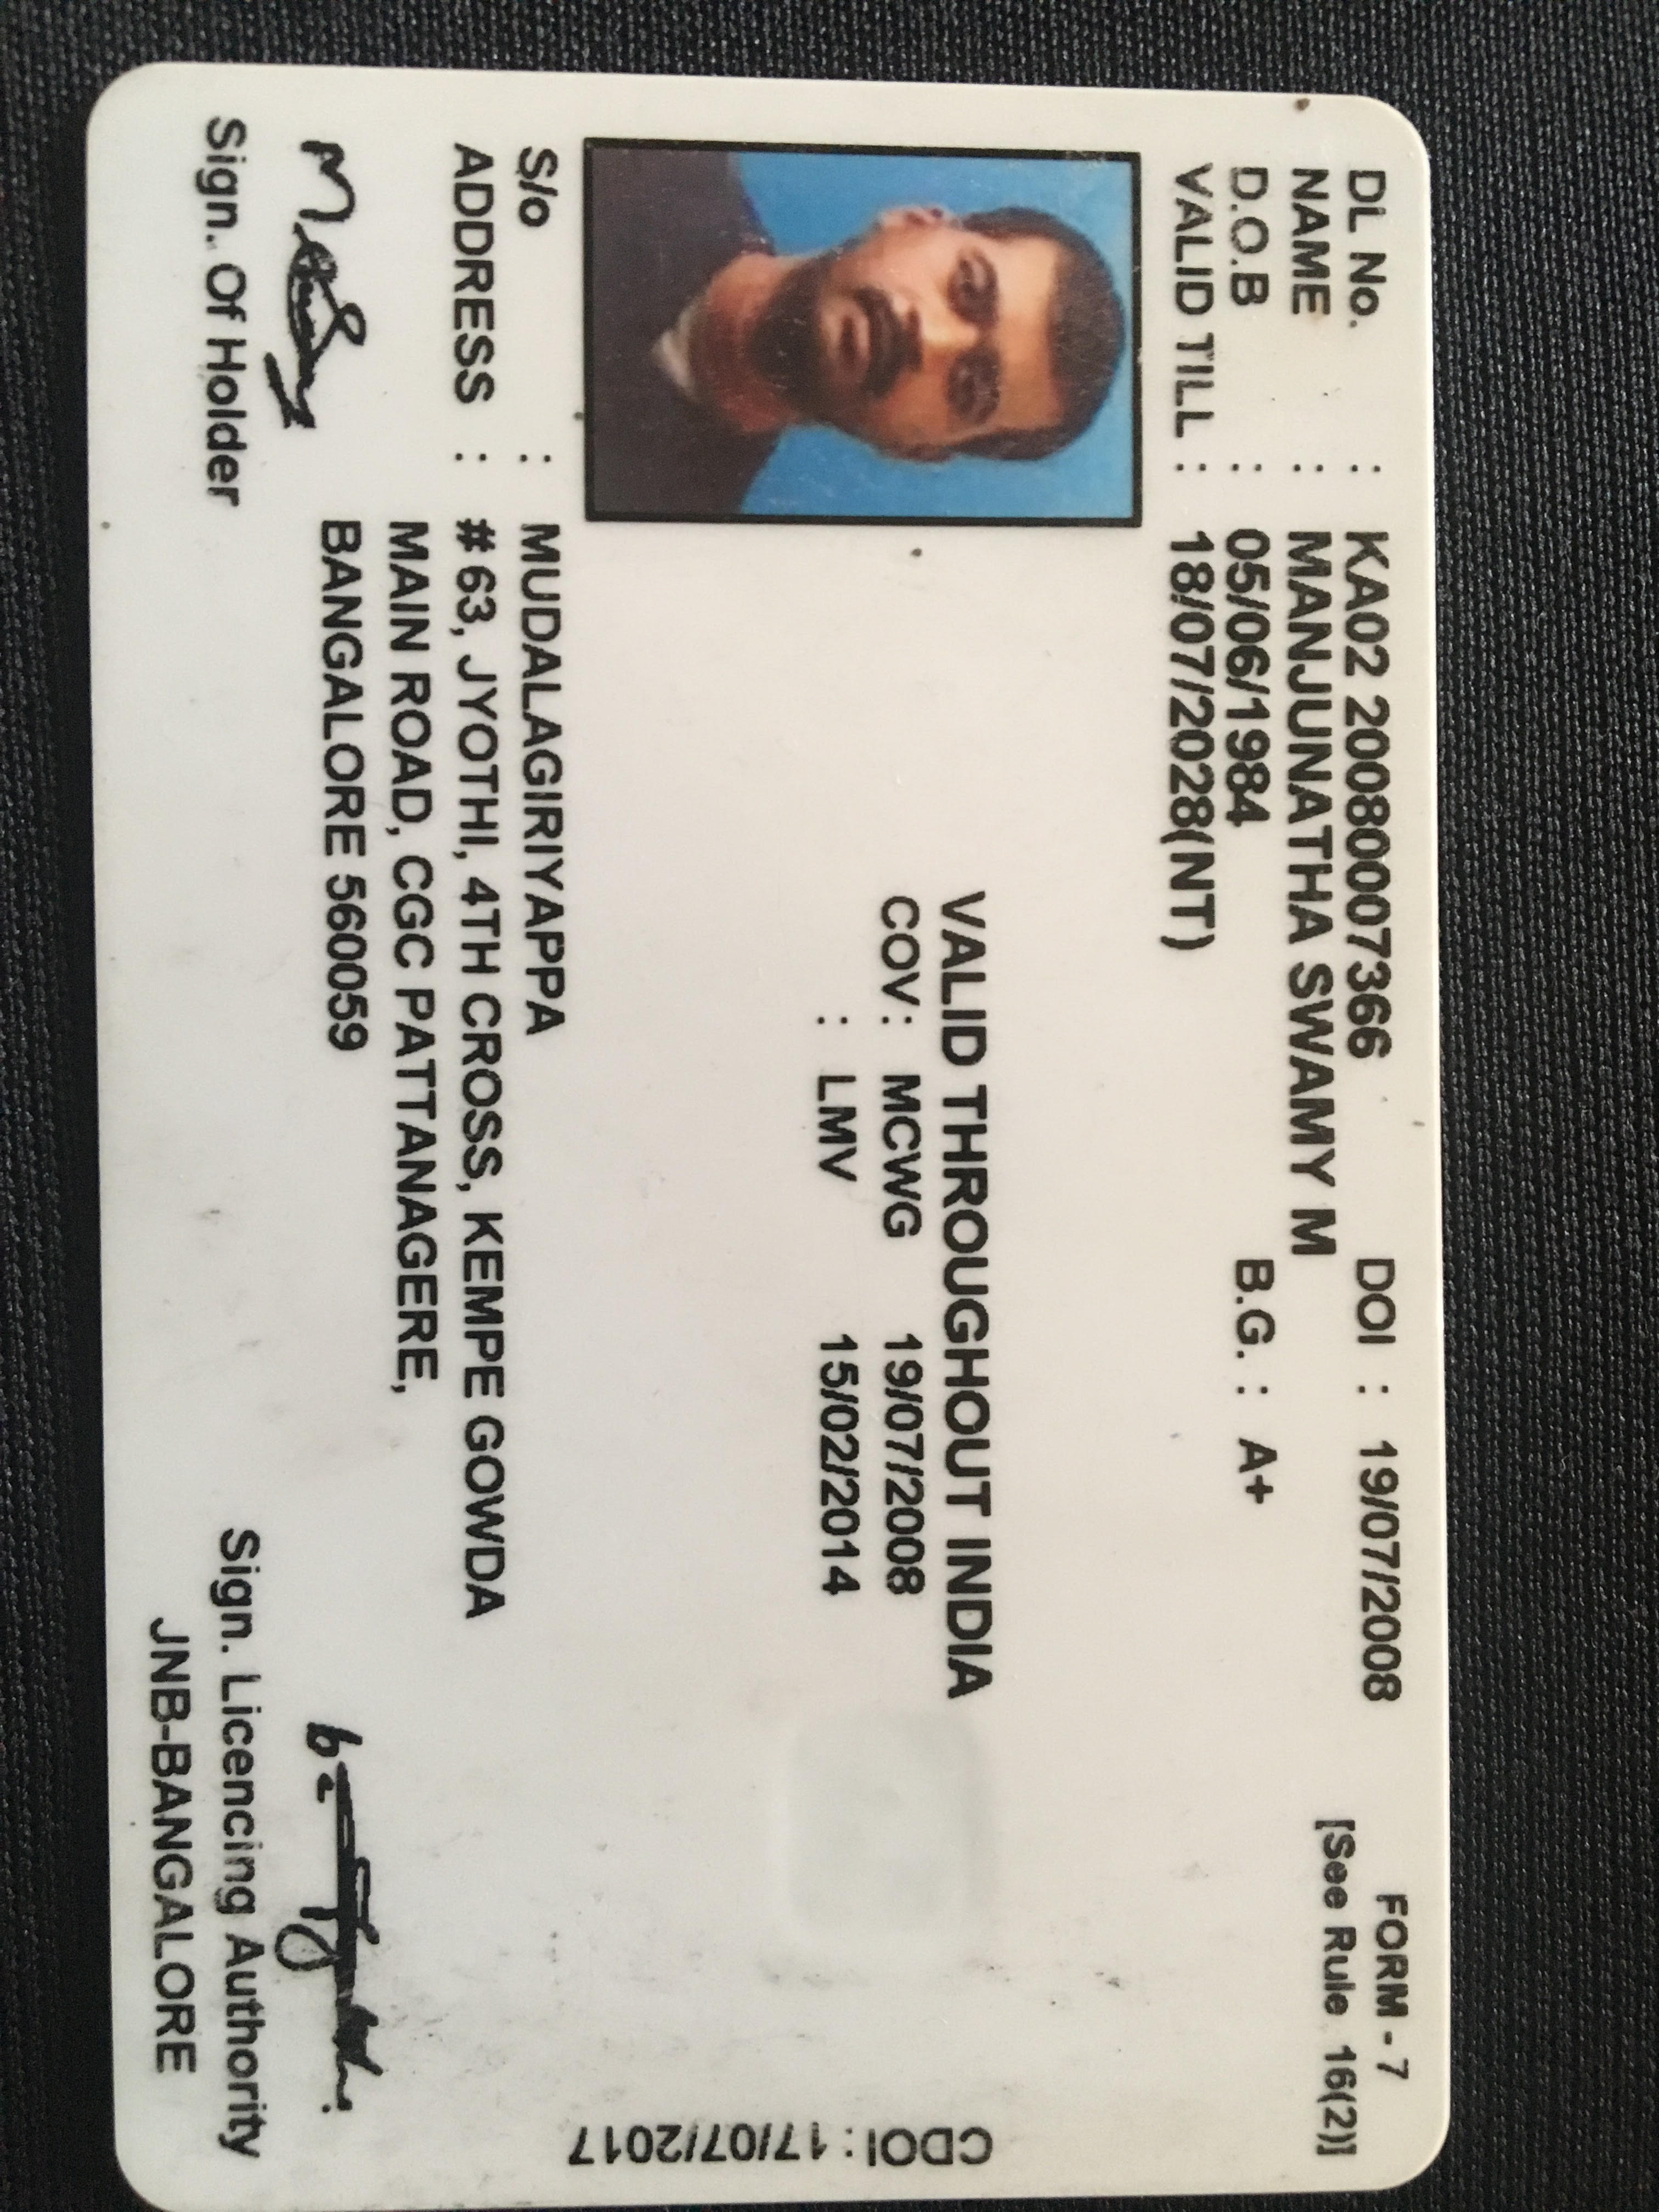 FORM - 7
[See Rule 16(2)]
DL No. : KA02 20080007366 DOI : 19/07/2008
NAME : MANJUNATHA SWAMY M
D.O.B : 05/06/1984 B.G. : A+
VALID TILL : 18/07/2028(NT)
VALID THROUGHOUT INDIA
COV : MCWG 19/07/2008
: LMV 15/02/2014
CDOI : 17/07/2017
S/o : MUDALAGIRIYAPPA
ADDRESS : # 63, JYOTHI, 4TH CROSS, KEMPE GOWDA
MAIN ROAD, CGC PATTANAGERE,
BANGALORE 560059
Sign. Of Holder
Sign. Licencing Authority
JNB-BANGALORE